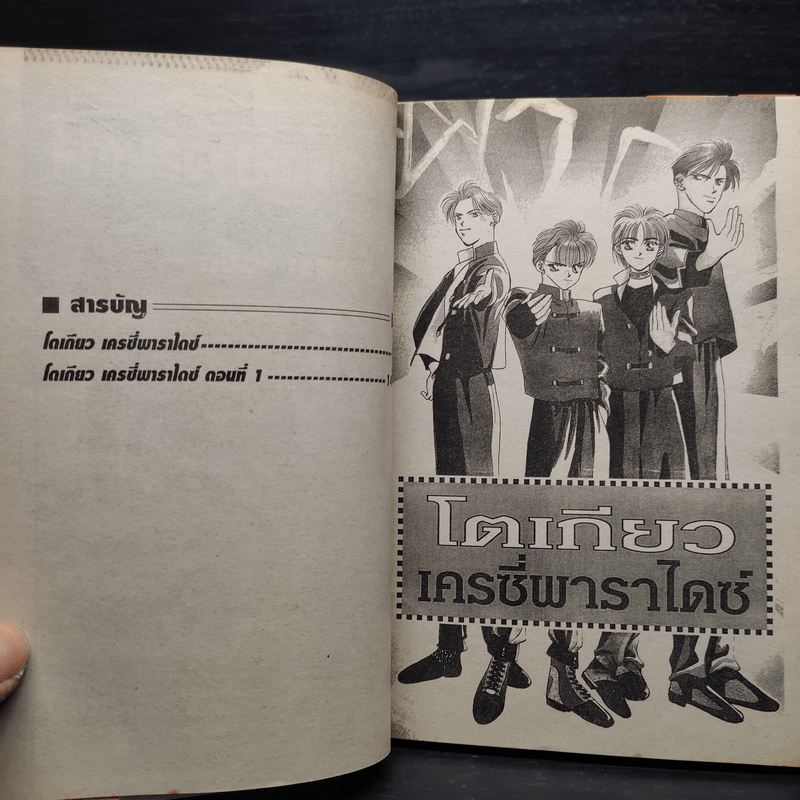 ■ สารบัญ
โตเกียว เครซี่พาราไดซ์
โตเกียว เครซี่พาราไดซ์ ตอนที่ 1
โตเกียว
เครซี่พาราไดซ์